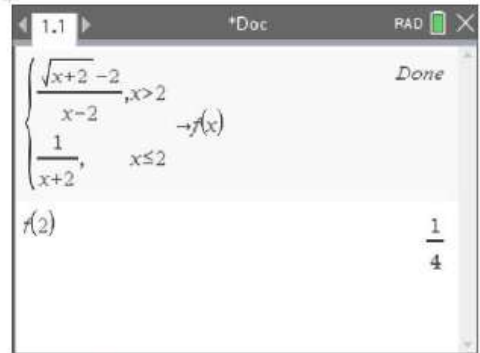 1.1 *Doc RAD
√x+2 −2
x−2 ,x>2
Done
→f(x)
1
x+2 , x≤2
f(2)
1
4